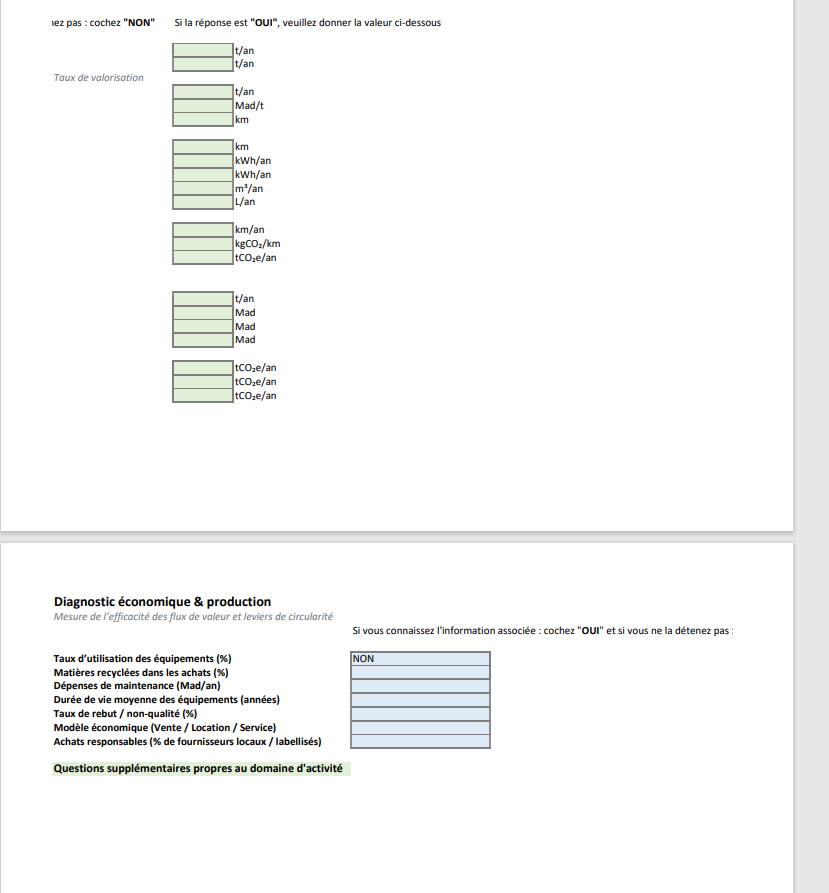 nez pas : cochez "NON" Si la réponse est "OUI", veuillez donner la valeur ci-dessous
t/an
t/an
Taux de valorisation
t/an
Mad/t
km
km
kWh/an
kWh/an
m³/an
L/an
km/an
kgCO₂/km
tCO₂e/an
t/an
Mad
Mad
Mad
tCO₂e/an
tCO₂e/an
tCO₂e/an
Diagnostic économique & production
Mesure de l'efficacité des flux de valeur et leviers de circularité
Si vous connaissez l'information associée : cochez "OUI" et si vous ne la détenez pas :
Taux d'utilisation des équipements (%) NON
Matières recyclées dans les achats (%)
Dépenses de maintenance (Mad/an)
Durée de vie moyenne des équipements (années)
Taux de rebut / non-qualité (%)
Modèle économique (Vente / Location / Service)
Achats responsables (% de fournisseurs locaux / labellisés)
Questions supplémentaires propres au domaine d'activité